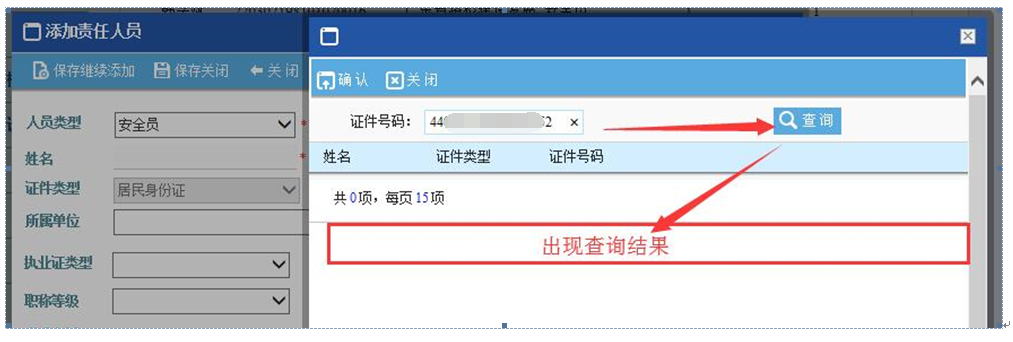 添加责任人员
保存继续添加 保存关闭 关闭
确认 关闭
人员类型 安全员 *
证件号码: 44 52 × 查询
姓名 *
姓名 证件类型 证件号码
证件类型 居民身份证
共0项，每页15项
所属单位
出现查询结果
执业证类型
职称等级